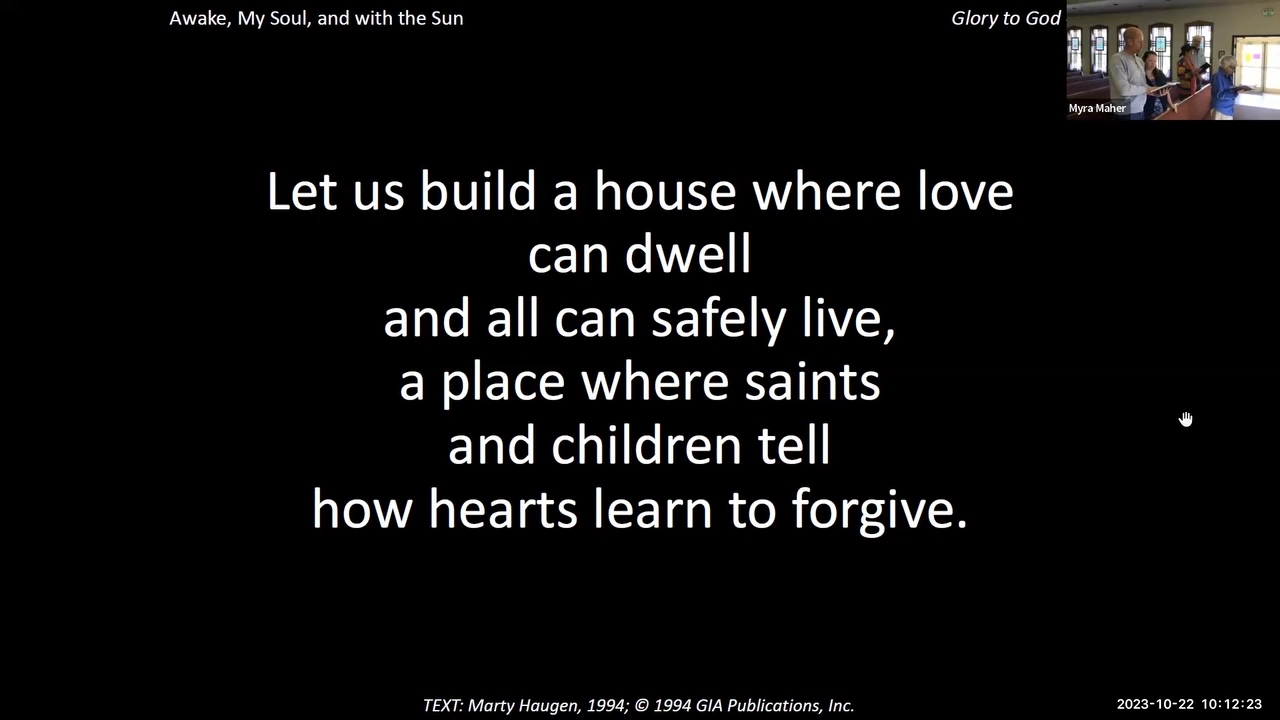 Awake, My Soul, and with the Sun
Glory to God
Myra Maher
Let us build a house where love
can dwell
and all can safely live,
a place where saints
and children tell
how hearts learn to forgive.
TEXT: Marty Haugen, 1994; © 1994 GIA Publications, Inc.
2023-10-22 10:12:23